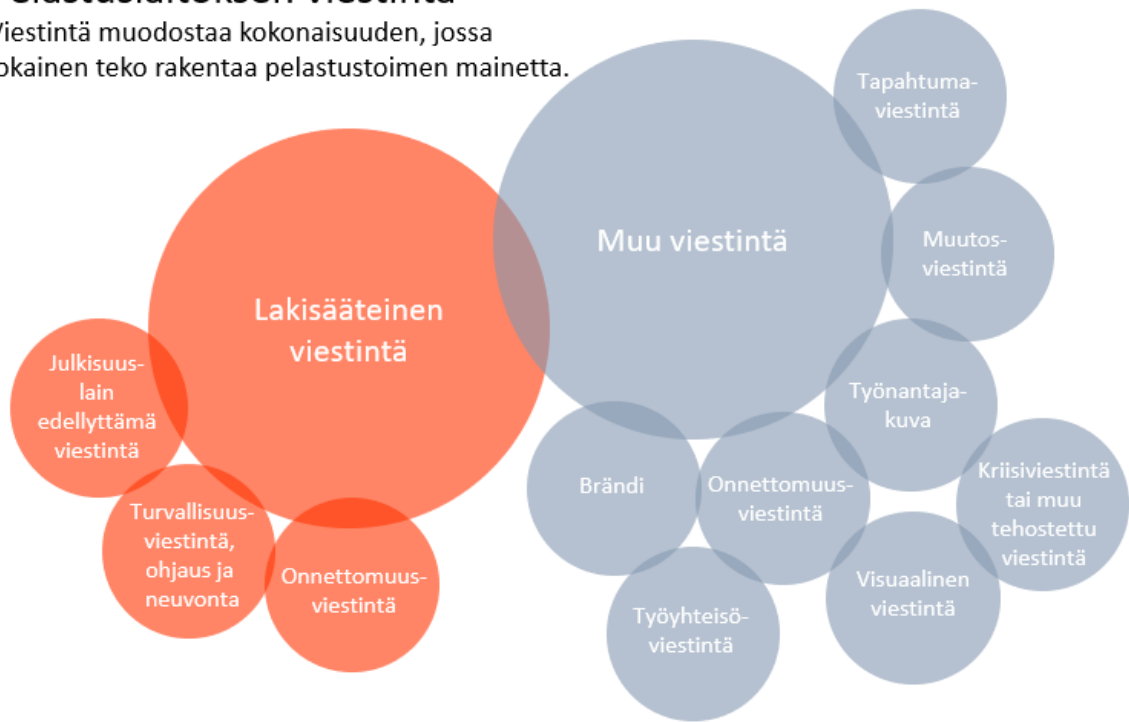 Viestintä muodostaa kokonaisuuden, jossa
jokainen teko rakentaa pelastustoimen mainetta.
Tapahtuma-
viestintä
Muu viestintä
Muutos-
viestintä
Lakisääteinen
viestintä
Julkisuus-
lain
edellyttämä
viestintä
Työnantaja-
kuva
Brändi
Onnettomuus-
viestintä
Kriisiviestintä
tai muu
tehostettu
viestintä
Turvallisuus-
viestintä,
ohjaus ja
neuvonta
Onnettomuus-
viestintä
Visuaalinen
viestintä
Työyhteisö-
viestintä